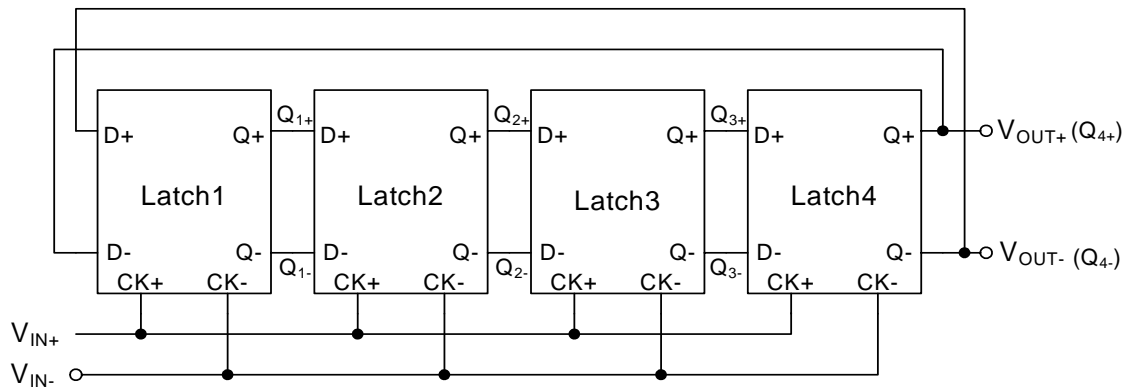 Q1+ Q2+ Q3+
D+ Q+ D+ Q+ D+ Q+ D+ Q+ VOUT+ (Q4+)
Latch1 Latch2 Latch3 Latch4
D- Q- D- Q- D- Q- D- Q- VOUT- (Q4-)
Q1- Q2- Q3-
CK+ CK- CK+ CK- CK+ CK- CK+ CK-
VIN+
VIN-